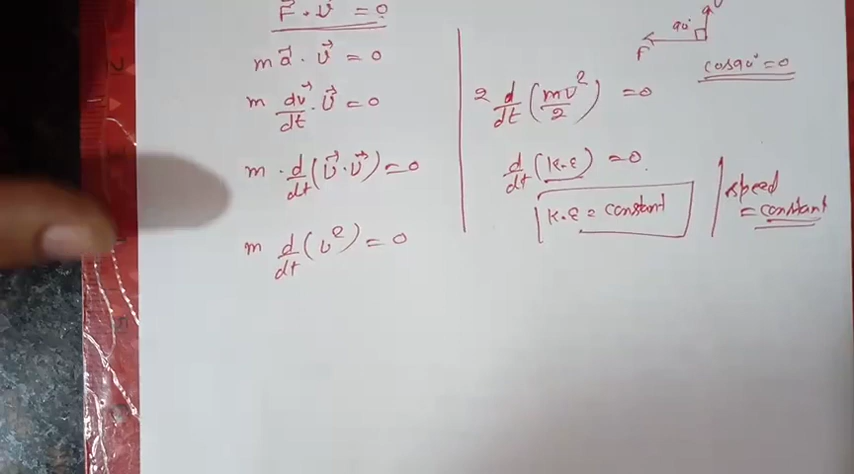 F⃗ · v⃗ = 0
m a⃗ · v⃗ = 0
m dv⃗/dt · v⃗ = 0
m · d/dt (v⃗ · v⃗) = 0
m d/dt (v²) = 0
2 d/dt (mv²/2) = 0
d/dt (K.E) = 0
K.E = constant
90° v
F
cos90° = 0
speed
= constant